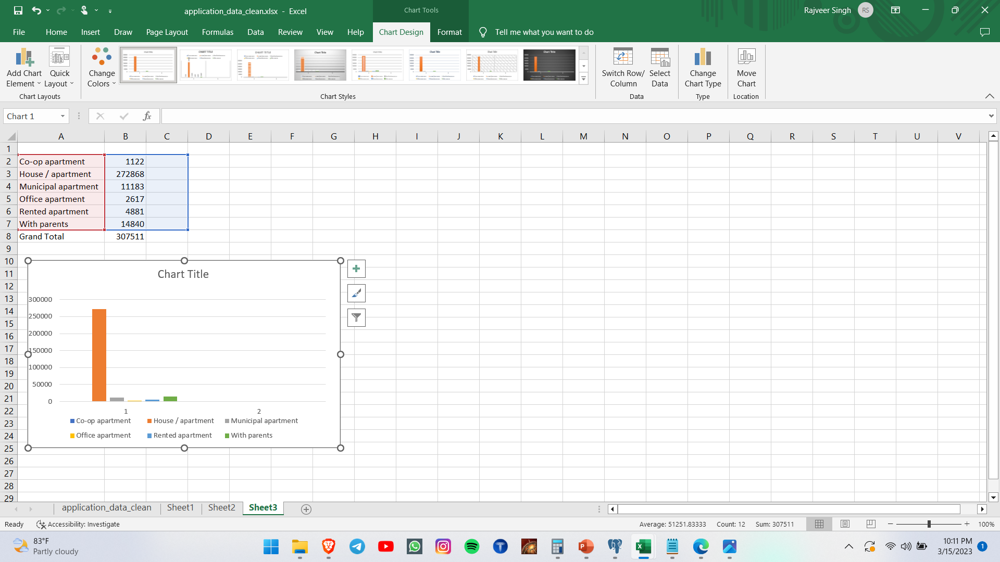 application_data_clean.xlsx - Excel
Chart Tools
Rajveer Singh
RS
File Home Insert Draw Page Layout Formulas Data Review View Help Chart Design Format Tell me what you want to do
Add Chart Element
Quick Layout
Change Colors
Switch Row/ Column
Select Data
Change Chart Type
Move Chart
Chart Layouts
Chart Styles
Data
Type
Location
Chart 1
fx
A B C D E F G H I J K L M N O P Q R S T U V
1
2 Co-op apartment 1122
3 House / apartment 272868
4 Municipal apartment 11183
5 Office apartment 2617
6 Rented apartment 4881
7 With parents 14840
8 Grand Total 307511
9
10
11
12
13
14
15
16
17
18
19
20
21
22
23
24
25
26
27
28
29
Chart Title
300000
250000
200000
150000
100000
50000
0
1 2
Co-op apartment House / apartment Municipal apartment
Office apartment Rented apartment With parents
application_data_clean Sheet1 Sheet2 Sheet3
Ready Accessibility: Investigate Average: 51251.83333 Count: 12 Sum: 307511 100%
83°F
Partly cloudy
10:11 PM
3/15/2023
1